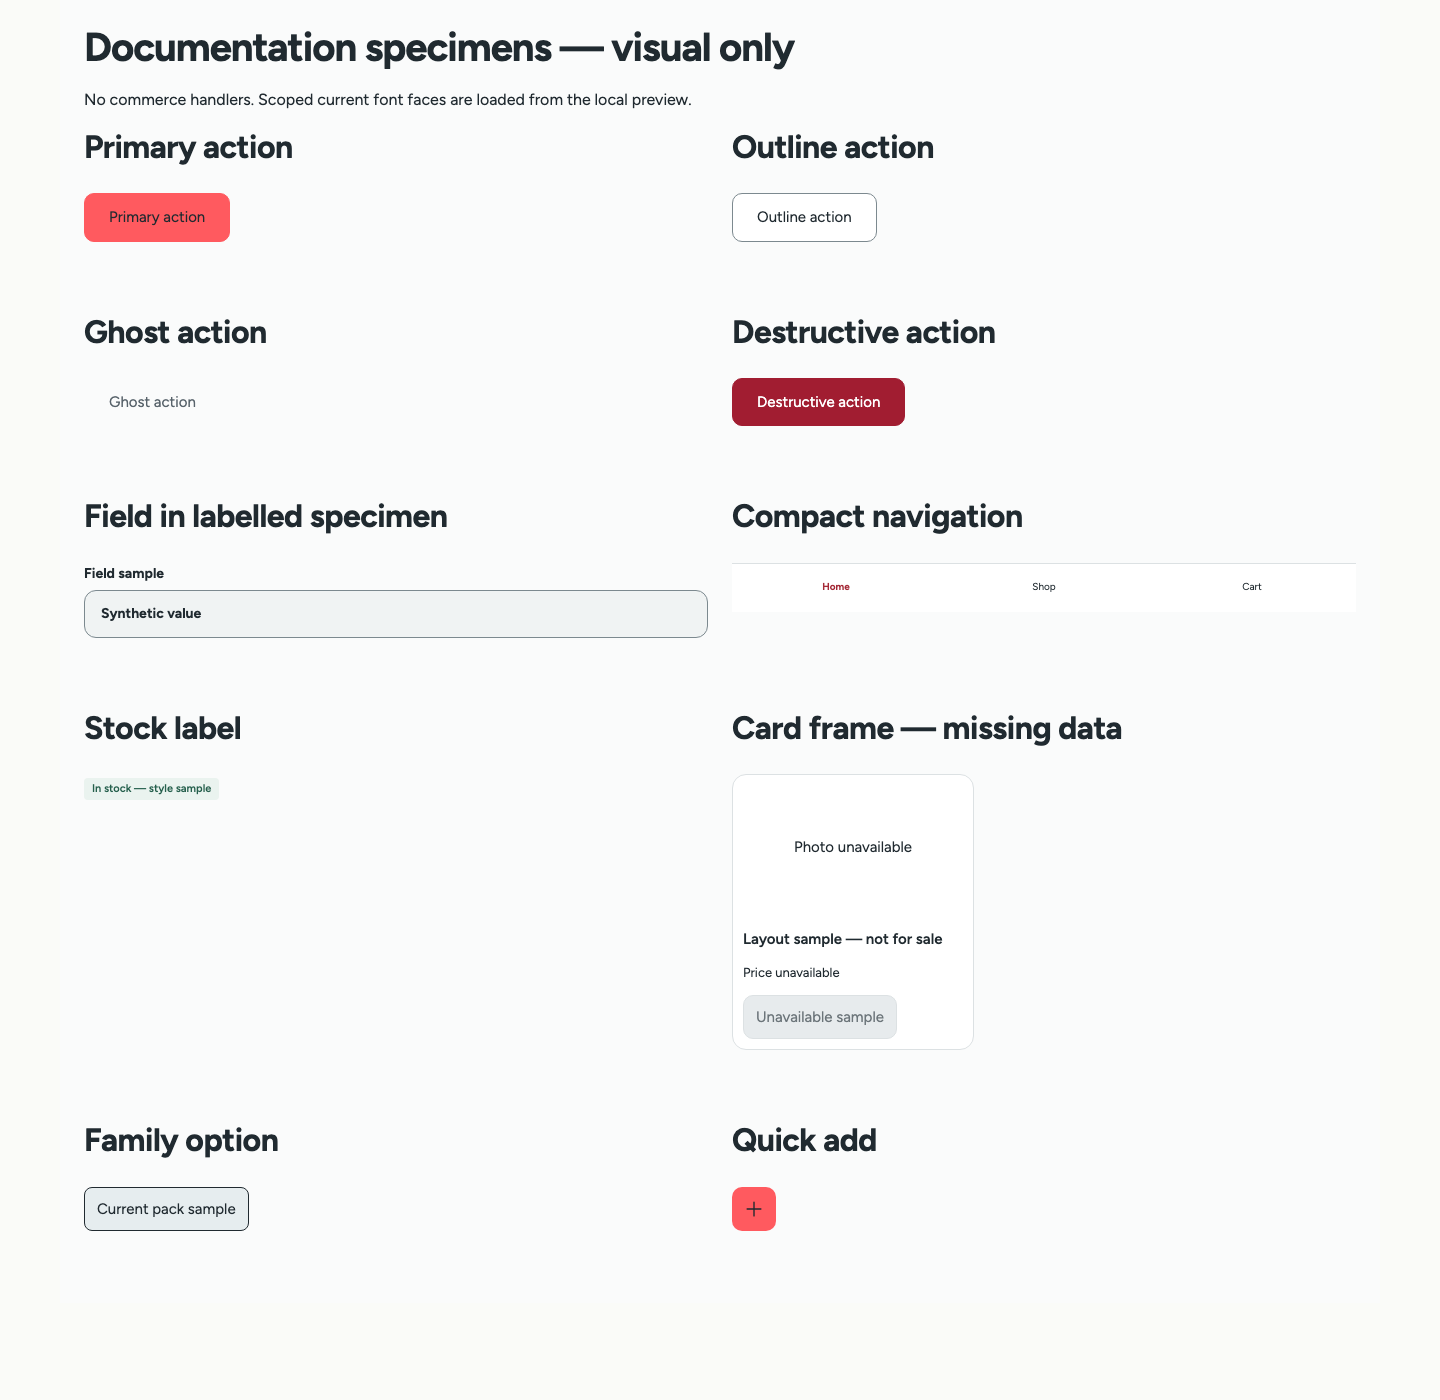 Documentation specimens — visual only
No commerce handlers. Scoped current font faces are loaded from the local preview.
Primary action
Primary action
Outline action
Outline action
Ghost action
Ghost action
Destructive action
Destructive action
Field in labelled specimen
Field sample
Synthetic value
Compact navigation
Home
Shop
Cart
Stock label
In stock — style sample
Card frame — missing data
Photo unavailable
Layout sample — not for sale
Price unavailable
Unavailable sample
Family option
Current pack sample
Quick add
+